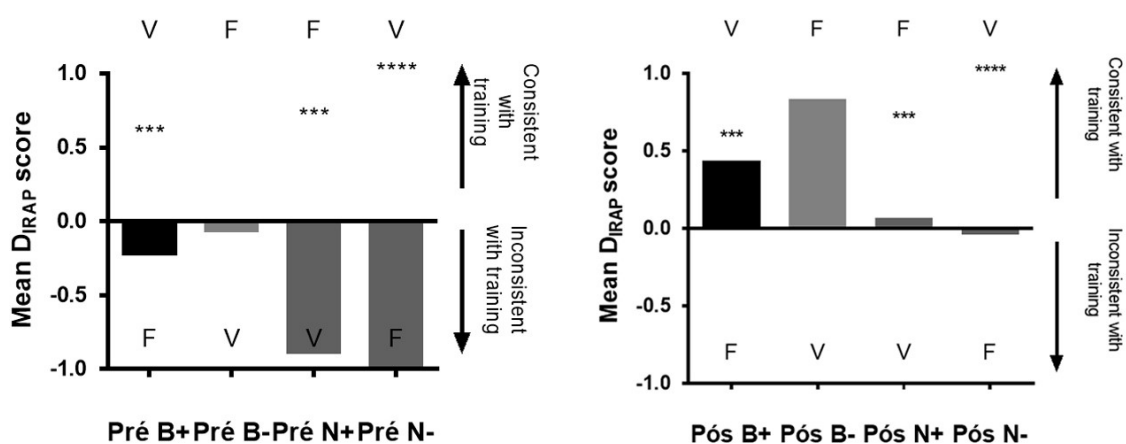 V F F V
1.0
0.5
0.0
-0.5
-1.0
*** *** ****
F V V F
Mean DIRAP score
Consistent
with
training
Inconsistent
with training
Pré B+ Pré B- Pré N+ Pré N-
V F F V
1.0
0.5
0.0
-0.5
-1.0
*** *** ****
F V V F
Mean DIRAP score
Consistent with
training
Inconsistent with
training
Pós B+ Pós B- Pós N+ Pós N-